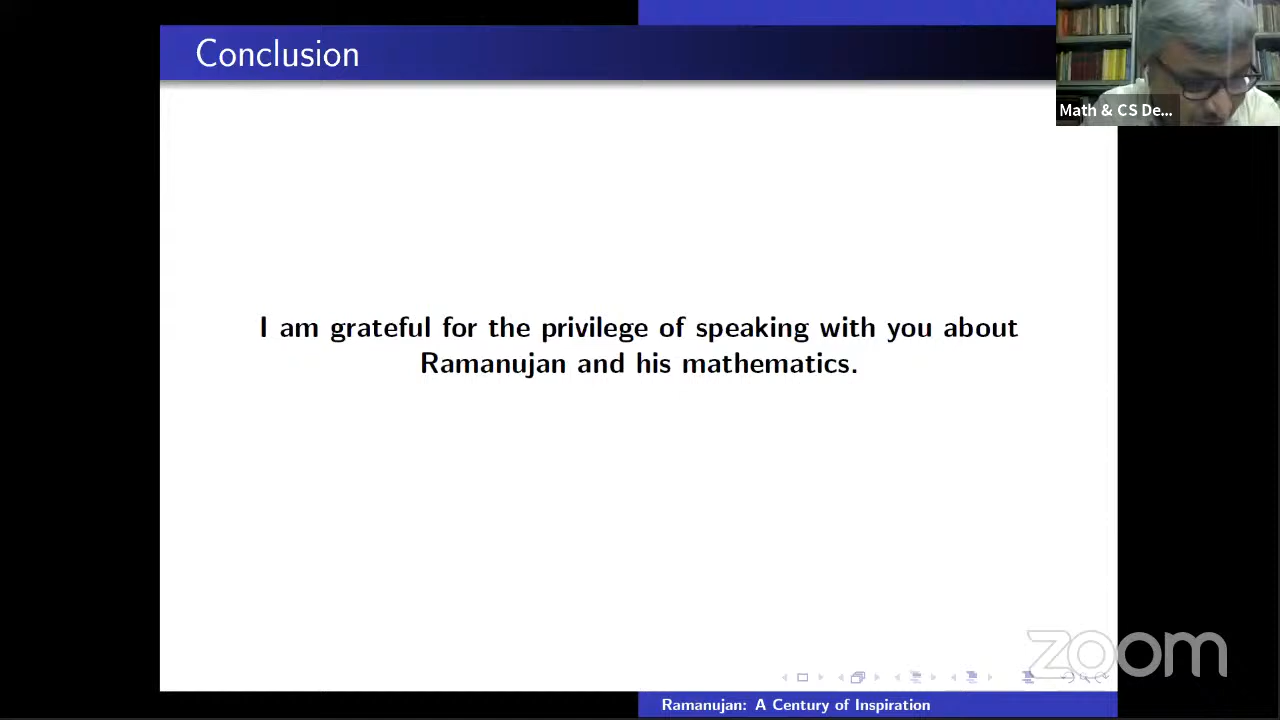 Conclusion
Math & CS De...
I am grateful for the privilege of speaking with you about
Ramanujan and his mathematics.
zoom
Ramanujan: A Century of Inspiration